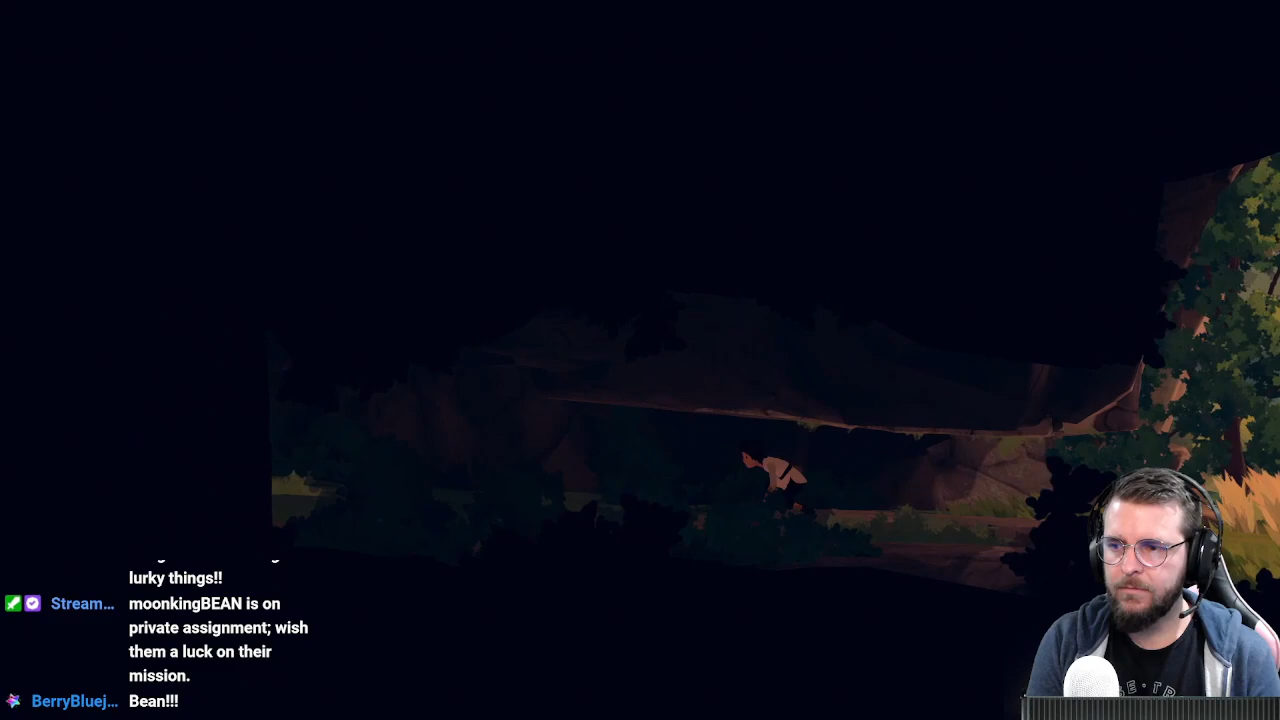 lurky things!!
Stream… moonkingBEAN is on
private assignment; wish
them a luck on their
mission.
BerryBluej… Bean!!!